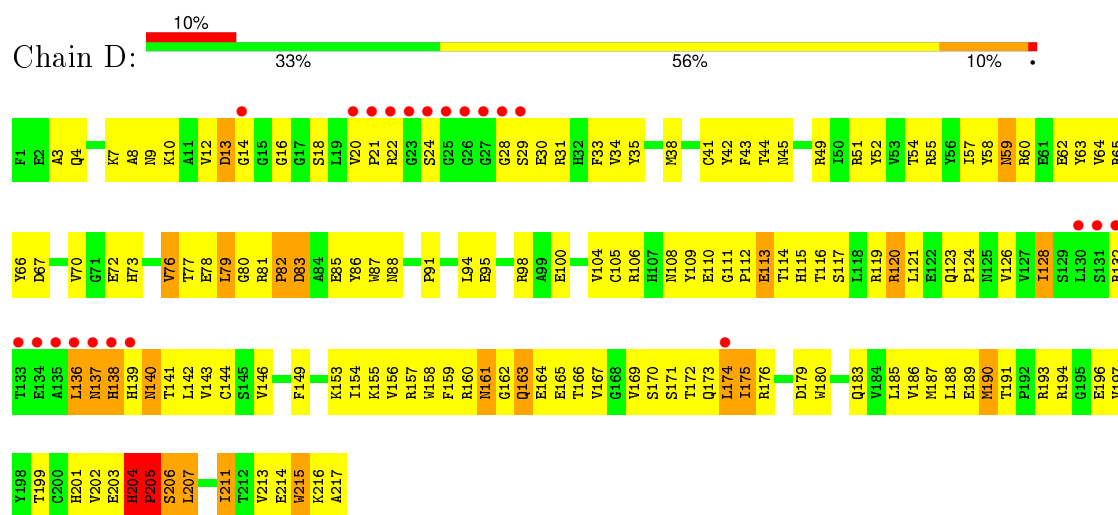 10%
Chain D:
33% 56% 10% •
F1 E2 A3 Q4 K7 A8 N9 K10 A11 V12 D13 G14 G15 G16 G17 S18 L19 V20 P21 R22 H23 S24 G25 G26 G27 G28 S29 E30 R31 H32 F33 V34 Y35 M38 C41 Y42 F43 T44 N45 R49 I50 R51 Y52 V53 T54 R55 Y56 I57 Y58 N59 R60 E61 E62 Y63 V64 R65
Y66 D67 V70 G71 E72 H73 V76 T77 E78 L79 G80 R81 P82 D83 A84 E85 Y86 W87 N88 P91 L94 E95 R98 A99 E100 V104 C105 R106 H107 N108 Y109 E110 G111 P112 E113 T114 H115 T116 S117 L118 R119 R120 L121 E122 Q123 P124 N125 V126 V127 I128 S129 L130 S131 R132
T133 E134 A135 L136 N137 H138 H139 N140 T141 L142 V143 C144 S145 V146 F149 K153 I154 K155 V156 R157 W158 F159 R160 N161 G162 Q163 E164 E165 T166 V167 G168 V169 S170 S171 T172 Q173 L174 I175 R176 D179 W180 Q183 V184 L185 V186 M187 L188 E189 M190 T191 P192 R193 R194 G195 E196 V197
Y198 T199 C200 H201 V202 E203 H204 P205 S206 L207 I211 T212 V213 E214 W215 K216 A217